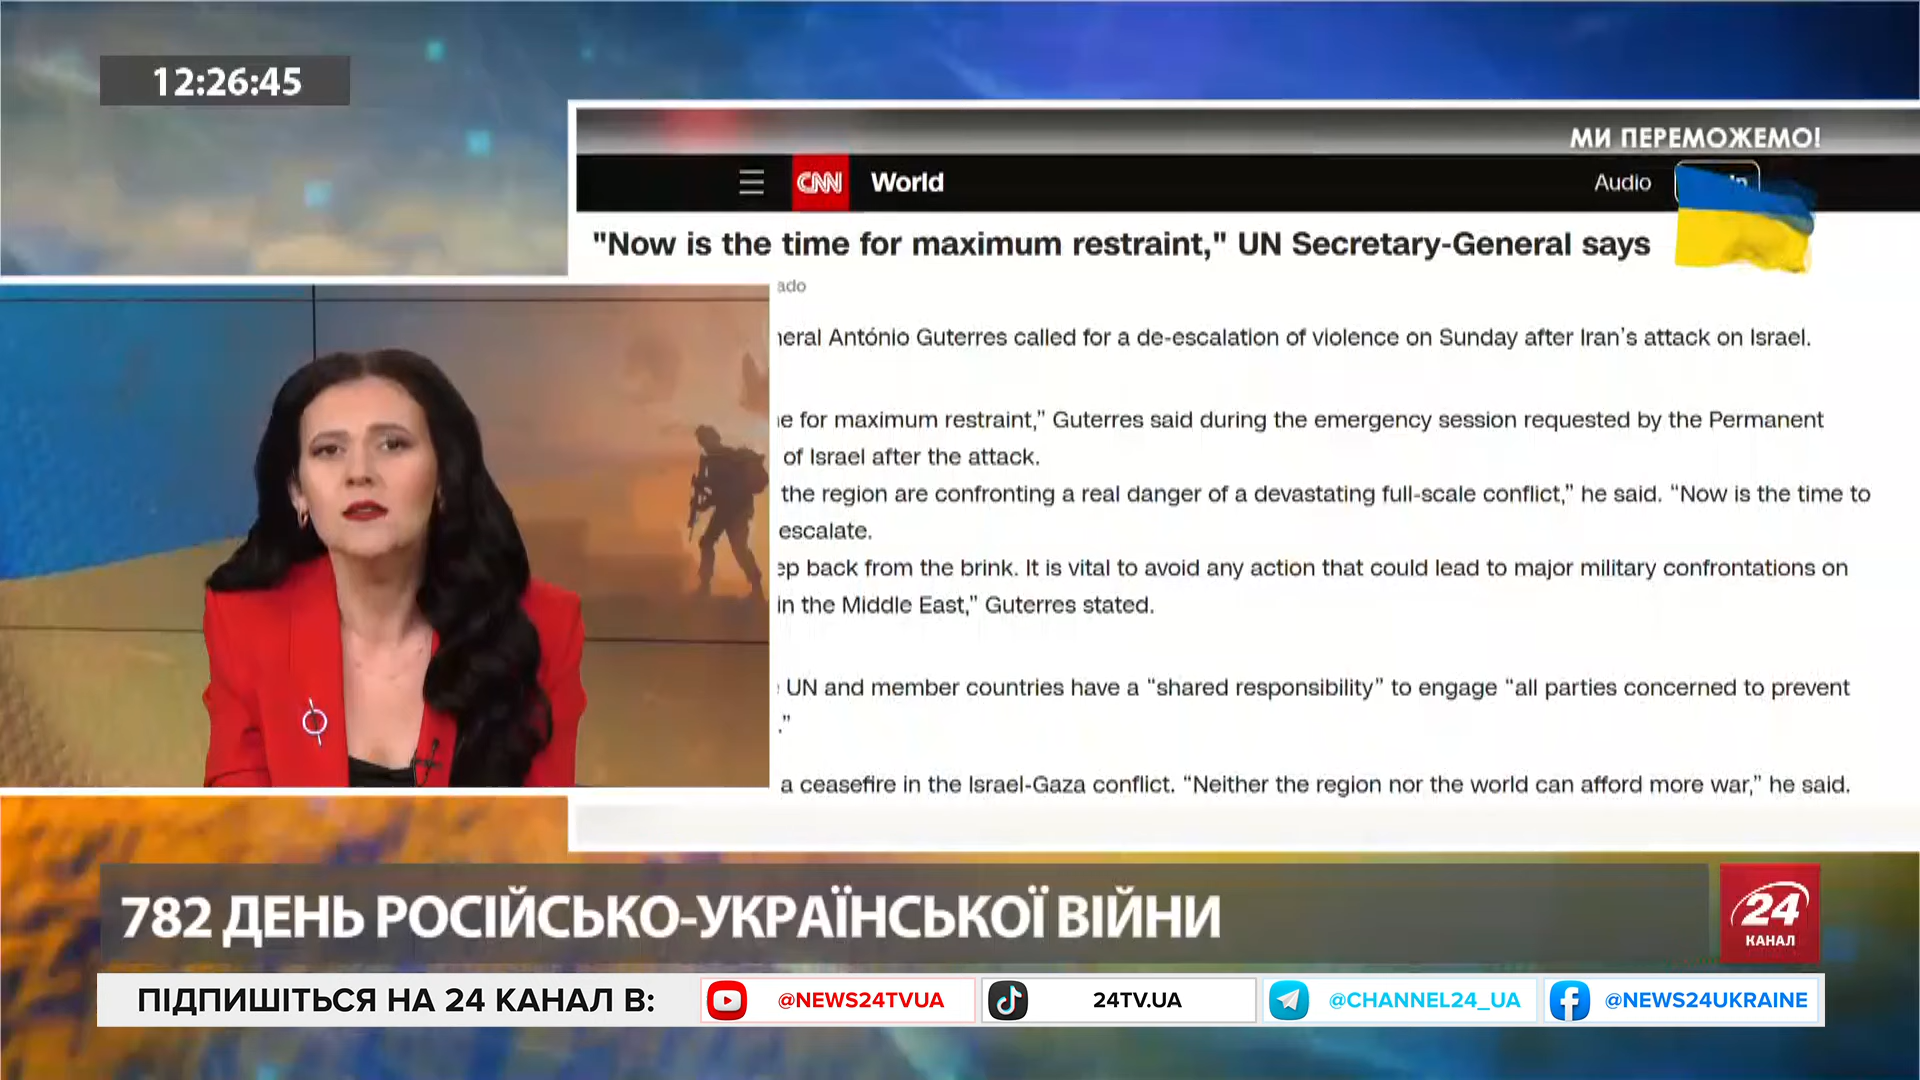 12:26:45
МИ ПЕРЕМОЖЕМО!
CNN World Audio
"Now is the time for maximum restraint," UN Secretary-General says
António Guterres called for a de-escalation of violence on Sunday after Iran’s attack on Israel.
for maximum restraint,” Guterres said during the emergency session requested by the Permanent
of Israel after the attack.
the region are confronting a real danger of a devastating full-scale conflict,” he said. “Now is the time to
escalate.
back from the brink. It is vital to avoid any action that could lead to major military confrontations on
in the Middle East,” Guterres stated.
UN and member countries have a “shared responsibility” to engage “all parties concerned to prevent
.”
a ceasefire in the Israel-Gaza conflict. “Neither the region nor the world can afford more war,” he said.
782 ДЕНЬ РОСІЙСЬКО-УКРАЇНСЬКОЇ ВІЙНИ
24
КАНАЛ
ПІДПИШІТЬСЯ НА 24 КАНАЛ В: @NEWS24TVUA 24TV.UA @CHANNEL24_UA @NEWS24UKRAINE